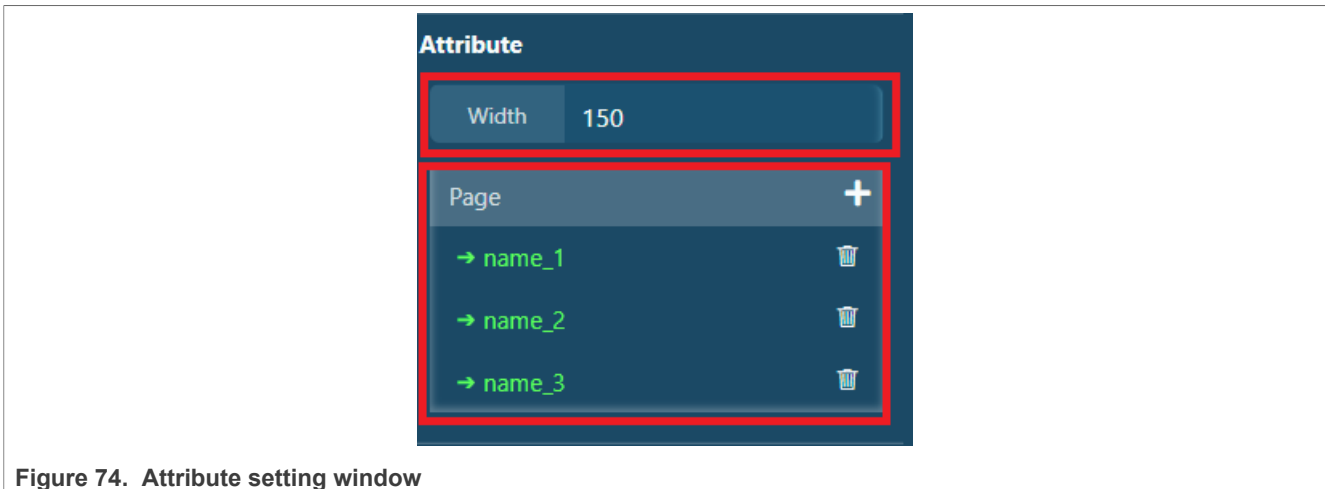 Attribute
Width 150
Page
→ name_1
→ name_2
→ name_3
Figure 74. Attribute setting window